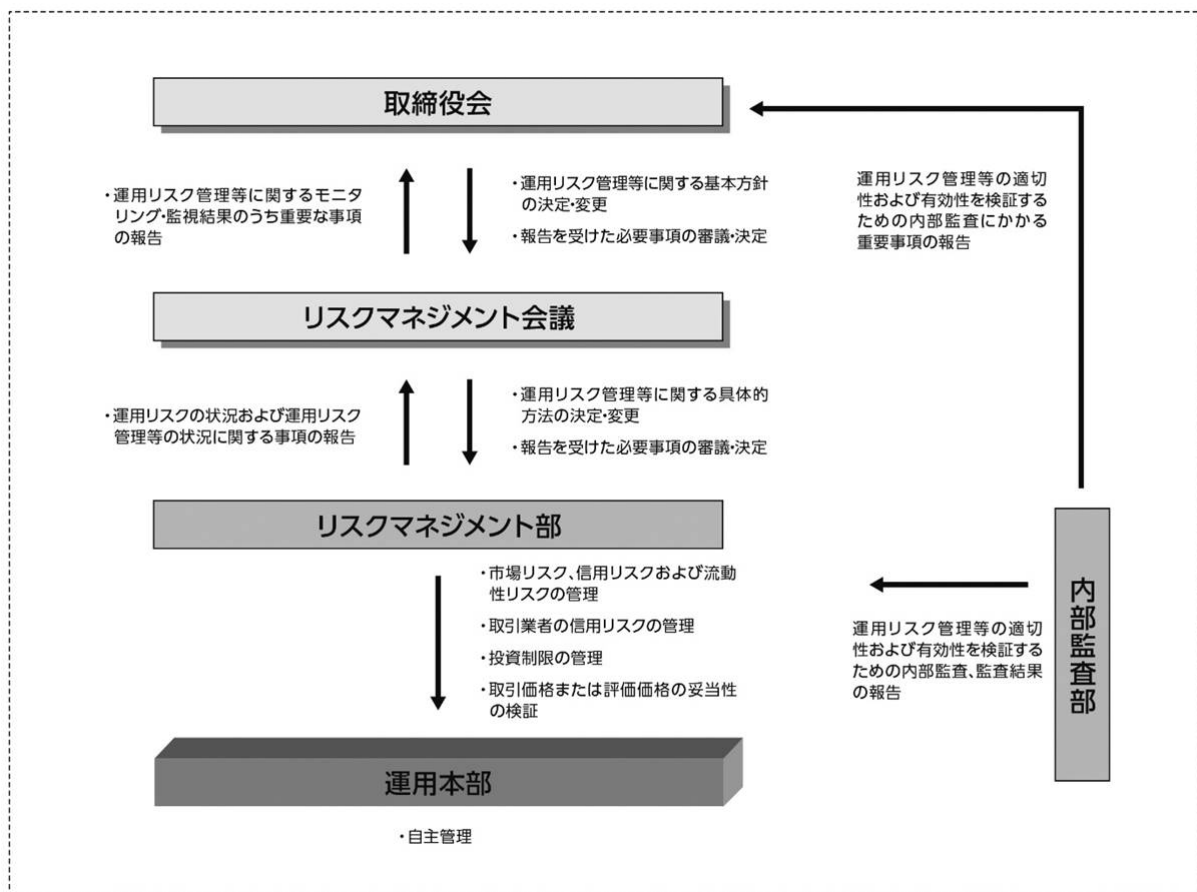 取締役会
・運用リスク管理等に関するモニタ
リング・監視結果のうち重要な事項
の報告
・運用リスク管理等に関する基本方針
の決定・変更
・報告を受けた必要事項の審議・決定
運用リスク管理等の適切
性および有効性を検証する
ための内部監査にかかる
重要事項の報告
リスクマネジメント会議
・運用リスクの状況および運用リスク
管理等の状況に関する事項の報告
・運用リスク管理等に関する具体的
方法の決定・変更
・報告を受けた必要事項の審議・決定
リスクマネジメント部
・市場リスク、信用リスクおよび流動
性リスクの管理
・取引業者の信用リスクの管理
・投資制限の管理
・取引価格または評価価格の妥当性
の検証
運用リスク管理等の適切
性および有効性を検証する
ための内部監査、監査結果
の報告
内部監査部
運用本部
・自主管理